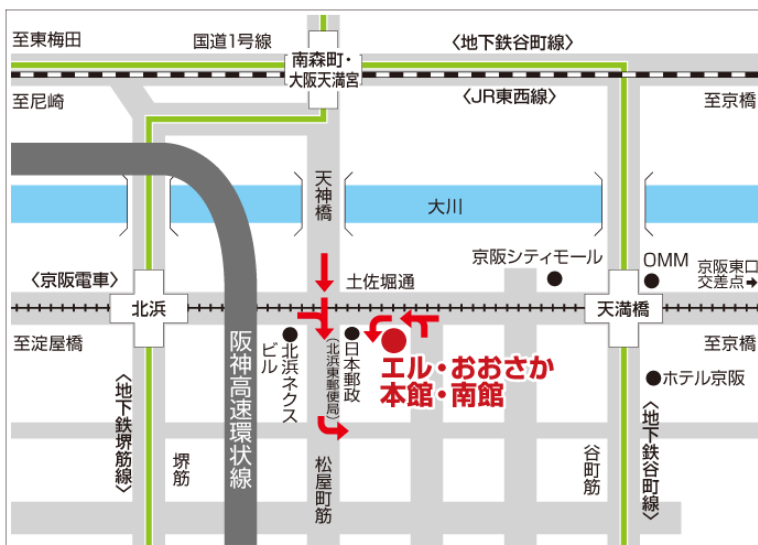 至東梅田
国道1号線
〈地下鉄谷町線〉
南森町・
大阪天満宮
至尼崎
〈JR東西線〉
至京橋
天神橋
大川
京阪シティモール
OMM
京阪東口
交差点➡
〈京阪電車〉
土佐堀通
北浜
天満橋
至淀屋橋
阪神高速環状線
北浜ネクス
ビル
日本郵政
(北浜東郵便局)
エル・おおさか
本館・南館
至京橋
ホテル京阪
〈地下鉄堺筋線〉
堺筋
松屋町筋
谷町筋
〈地下鉄谷町線〉